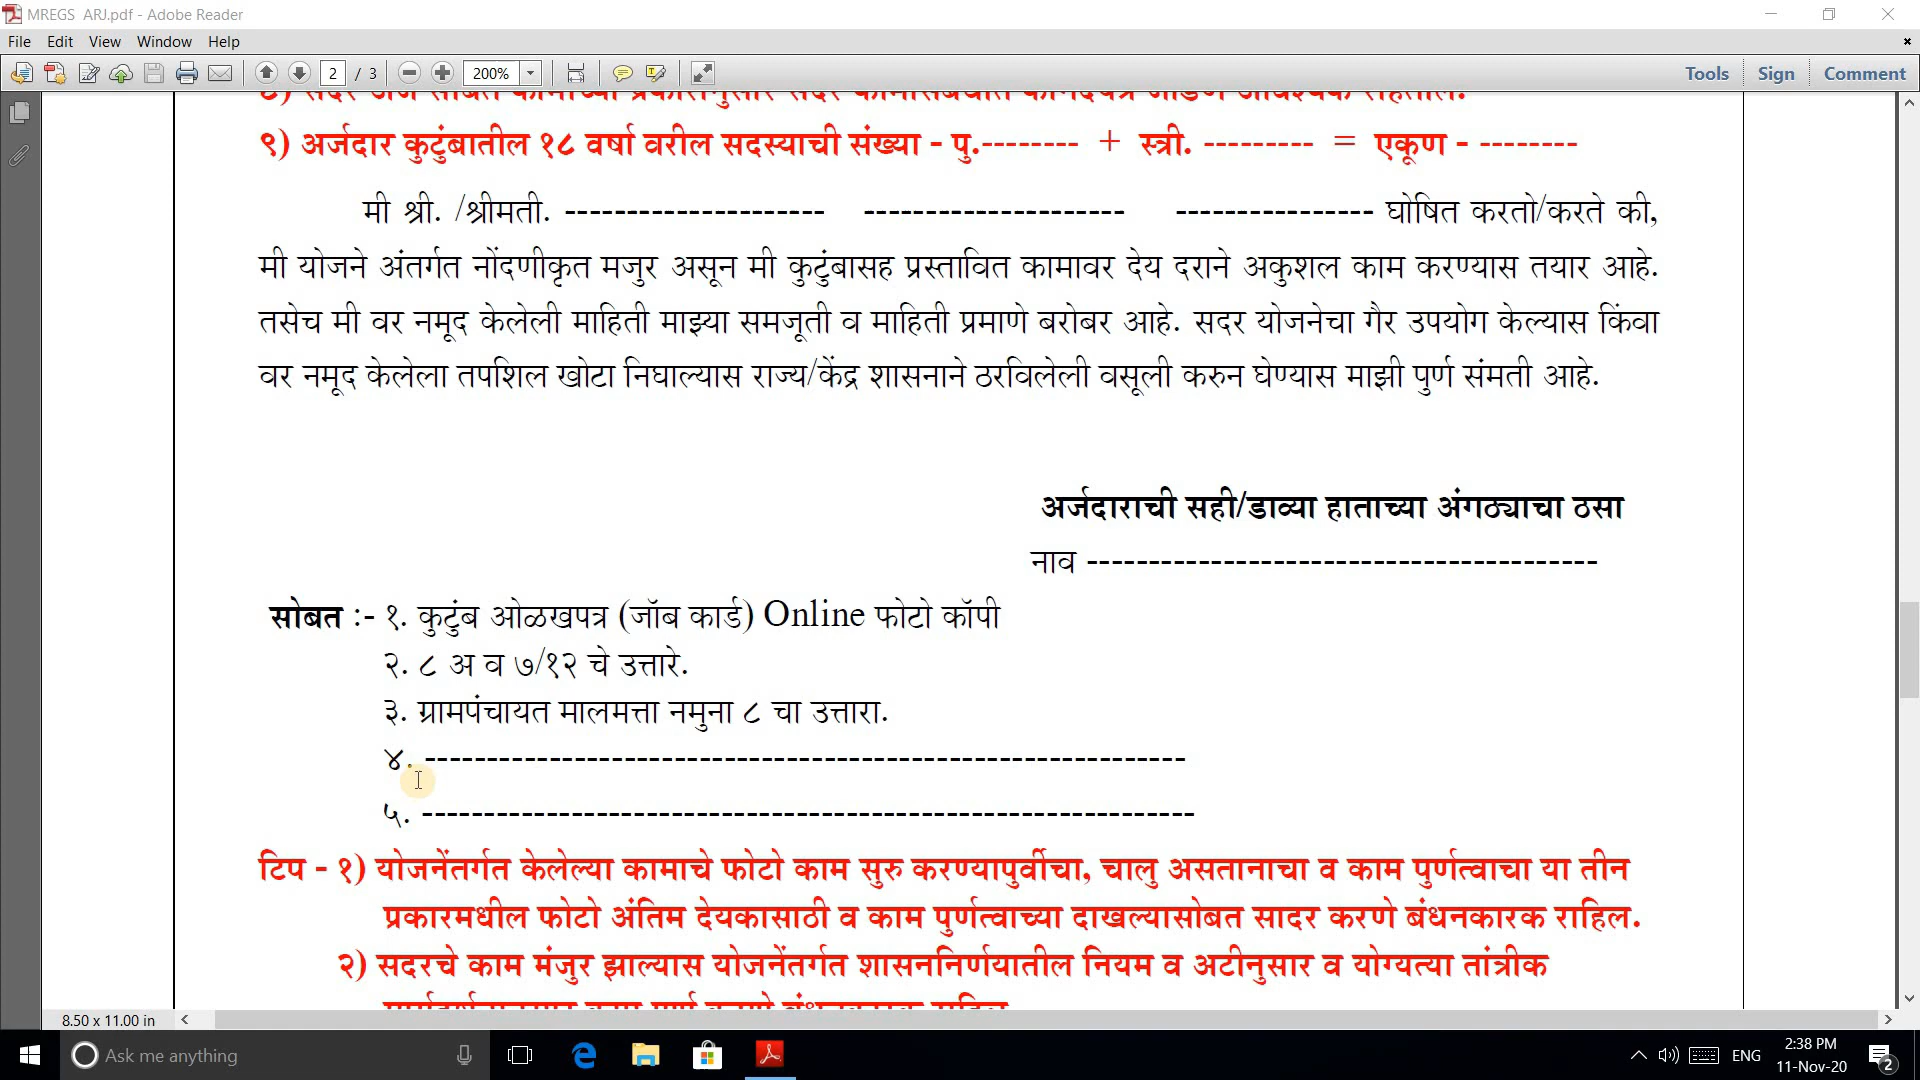 MREGS ARJ.pdf - Adobe Reader
File Edit View Window Help
2 / 3 200% Tools Sign Comment
९) अर्जदार कुटुंबातील १८ वर्षा वरील सदस्याची संख्या - पु.-------- + स्त्री. --------- = एकूण - --------
मी श्री. /श्रीमती. --------------------- --------------------- ---------------- घोषित करतो/करते की,
मी योजने अंतर्गत नोंदणीकृत मजुर असून मी कुटुंबासह प्रस्तावित कामावर देय दराने अकुशल काम करण्यास तयार आहे.
तसेच मी वर नमूद केलेली माहिती माझ्या समजूती व माहिती प्रमाणे बरोबर आहे. सदर योजनेचा गैर उपयोग केल्यास किंवा
वर नमूद केलेला तपशिल खोटा निघाल्यास राज्य/केंद्र शासनाने ठरविलेली वसूली करुन घेण्यास माझी पुर्ण संमती आहे.
अर्जदाराची सही/डाव्या हाताच्या अंगठ्याचा ठसा
नाव -----------------------------------------
सोबत :- १. कुटुंब ओळखपत्र (जॉब कार्ड) Online फोटो कॉपी
२. ८ अ व ७/१२ चे उत्तारे.
३. ग्रामपंचायत मालमत्ता नमुना ८ चा उत्तारा.
४. -------------------------------------------------------------
५. --------------------------------------------------------------
टिप - १) योजनेंतर्गत केलेल्या कामाचे फोटो काम सुरु करण्यापुर्वीचा, चालु असतानाचा व काम पुर्णत्वाचा या तीन
प्रकारमधील फोटो अंतिम देयकासाठी व काम पुर्णत्वाच्या दाखल्यासोबत सादर करणे बंधनकारक राहिल.
२) सदरचे काम मंजुर झाल्यास योजनेंतर्गत शासननिर्णयातील नियम व अटीनुसार व योग्यत्या तांत्रीक
8.50 x 11.00 in
Ask me anything
ENG
2:38 PM
11-Nov-20
2